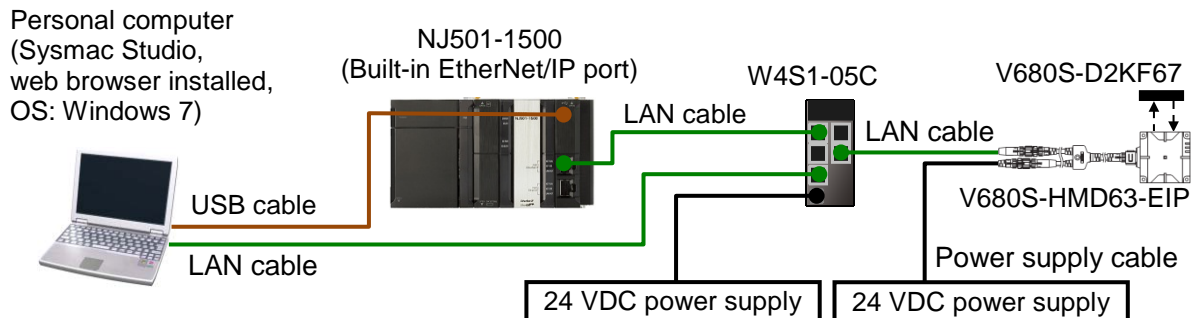 Personal computer
(Sysmac Studio,
web browser installed,
OS: Windows 7)
NJ501-1500
(Built-in EtherNet/IP port)
W4S1-05C
V680S-D2KF67
LAN cable
LAN cable
V680S-HMD63-EIP
USB cable
LAN cable
Power supply cable
24 VDC power supply
24 VDC power supply